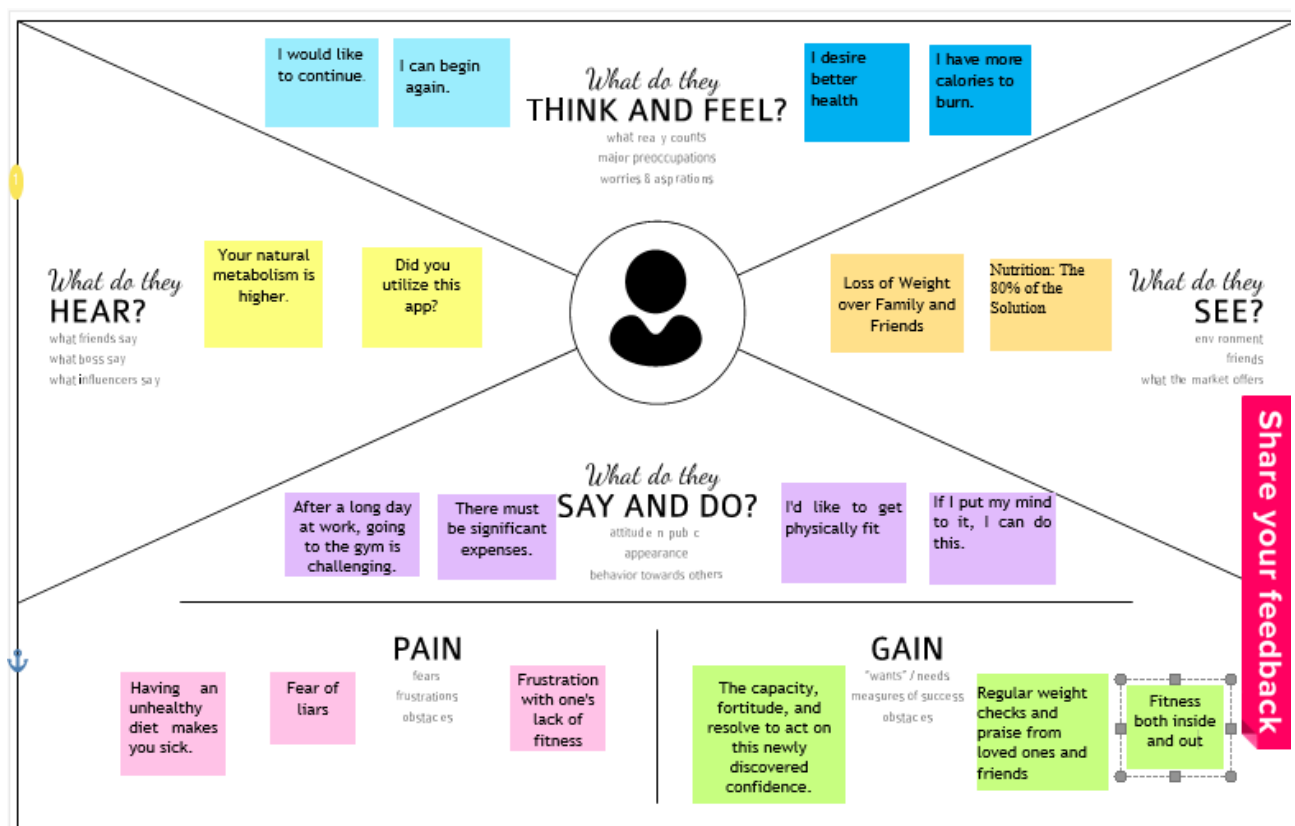 I would like
to continue.
I can begin
again.
What do they
THINK AND FEEL?
what rea y counts
major preoccupations
worries & asp rations
I desire
better
health
I have more
calories to
burn.
1
What do they
HEAR?
what friends say
what boss say
what influencers say
Your natural
metabolism is
higher.
Did you
utilize this
app?
Loss of Weight
over Family and
Friends
Nutrition: The
80% of the
Solution
What do they
SEE?
env ronment
friends
what the market offers
Share your feedback
After a long day
at work, going
to the gym is
challenging.
There must
be significant
expenses.
What do they
SAY AND DO?
attitude n pub c
appearance
behavior towards others
I'd like to get
physically fit
If I put my mind
to it, I can do
this.
PAIN
fears
frustrations
obstac es
Having an
unhealthy
diet makes
you sick.
Fear of
liars
Frustration
with one's
lack of
fitness
GAIN
"wants" / needs
measures of success
obstacles
The capacity,
fortitude, and
resolve to act on
this newly
discovered
confidence.
Regular weight
checks and
praise from
loved ones and
friends
Fitness
both inside
and out